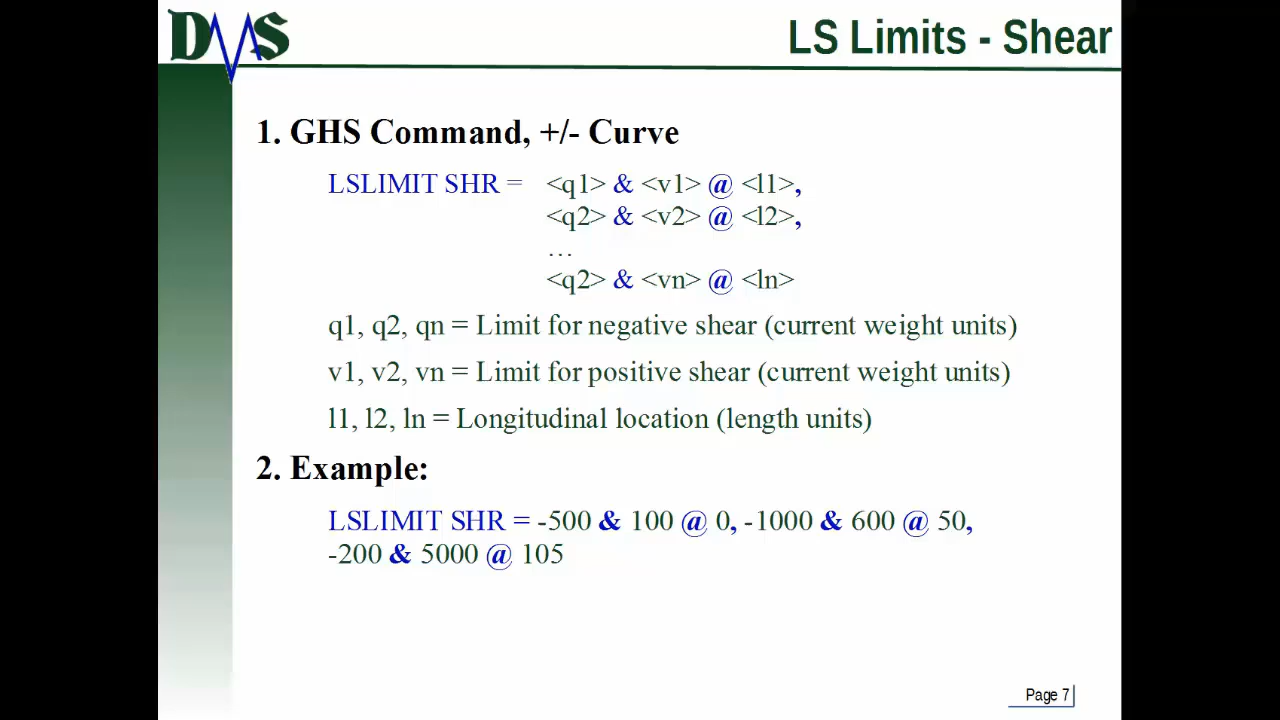 DMS
LS Limits - Shear
1. GHS Command, +/- Curve
LSLIMIT SHR = <q1> & <v1> @ <l1>,
<q2> & <v2> @ <l2>,
…
<q2> & <vn> @ <ln>
q1, q2, qn = Limit for negative shear (current weight units)
v1, v2, vn = Limit for positive shear (current weight units)
l1, l2, ln = Longitudinal location (length units)
2. Example:
LSLIMIT SHR = -500 & 100 @ 0, -1000 & 600 @ 50,
-200 & 5000 @ 105
Page 7